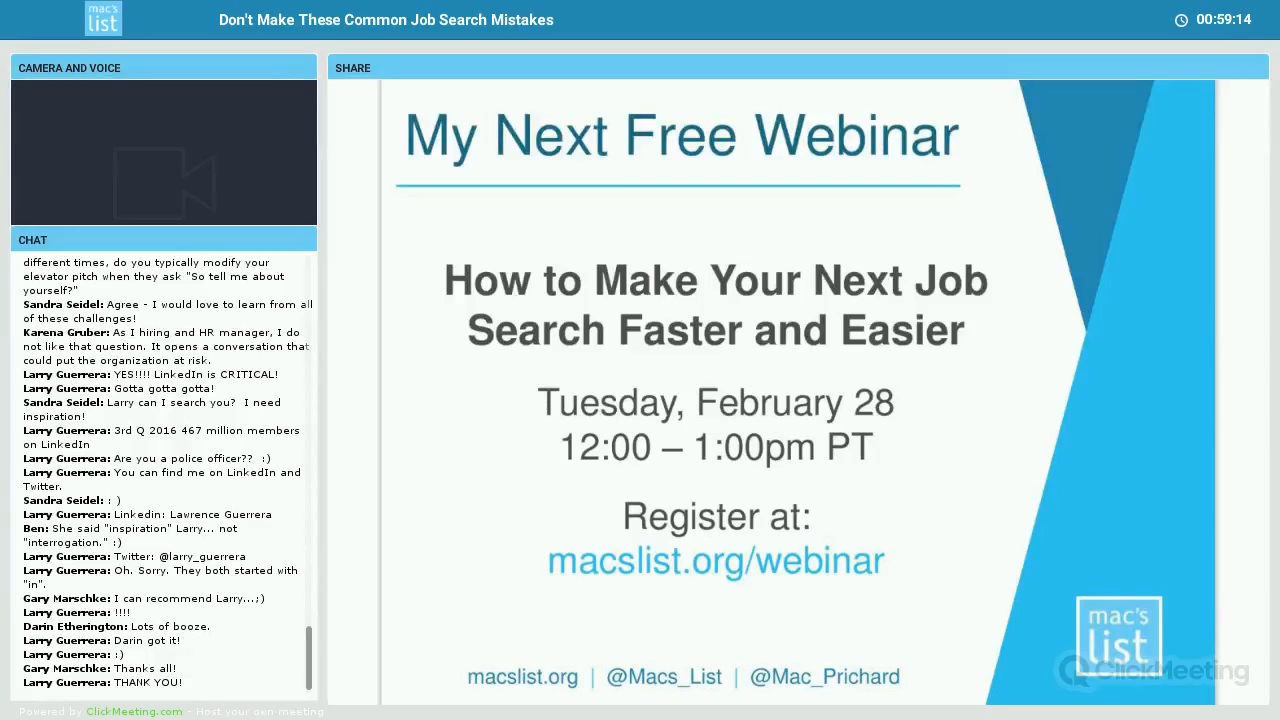 mac's
list
Don't Make These Common Job Search Mistakes
00:59:14
CAMERA AND VOICE
CHAT
different times, do you typically modify your
elevator pitch when they ask "So tell me about
yourself?"
Sandra Seidel: Agree - I would love to learn from all
of these challenges!
Karena Gruber: As I hiring and HR manager, I do
not like that question. It opens a conversation that
could put the organization at risk.
Larry Guerrera: YES!!!! LinkedIn is CRITICAL!
Larry Guerrera: Gotta gotta gotta!
Sandra Seidel: Larry can I search you?  I need
inspiration!
Larry Guerrera: 3rd Q 2016 467 million members
on LinkedIn
Larry Guerrera: Are you a police officer??  :)
Larry Guerrera: You can find me on LinkedIn and
Twitter.
Sandra Seidel: : )
Larry Guerrera: Linkedin: Lawrence Guerrera
Ben: She said "inspiration" Larry... not
"interrogation." :)
Larry Guerrera: Twitter: @larry_guerrera
Larry Guerrera: Oh. Sorry. They both started with
"in".
Gary Marschke: I can recommend Larry...;)
Larry Guerrera: !!!!
Darin Etherington: Lots of booze.
Larry Guerrera: Darin got it!
Larry Guerrera: :)
Gary Marschke: Thanks all!
Larry Guerrera: THANK YOU!
SHARE
My Next Free Webinar
How to Make Your Next Job
Search Faster and Easier
Tuesday, February 28
12:00 – 1:00pm PT
Register at:
macslist.org/webinar
mac's
list
ClickMeeting
macslist.org | @Macs_List | @Mac_Prichard
Powered by ClickMeeting.com - Host your own meeting